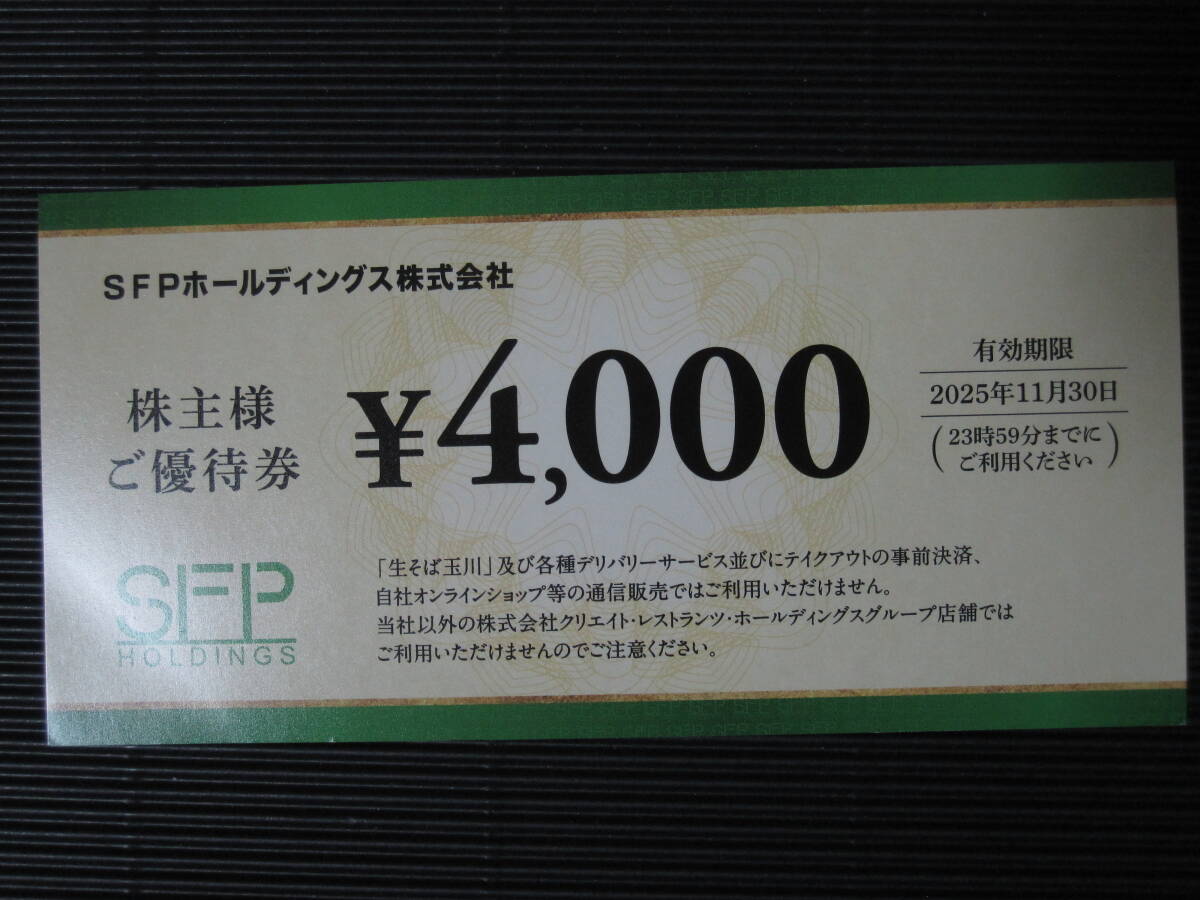 SFPホールディングス株式会社
株主様
ご優待券
¥4,000
有効期限
2025年11月30日
(23時59分までに
ご利用ください)
SFP
HOLDINGS
「生そば玉川」及び各種デリバリーサービス並びにテイクアウトの事前決済、
自社オンラインショップ等の通信販売ではご利用いただけません。
当社以外の株式会社クリエイト・レストランツ・ホールディングスグループ店舗では
ご利用いただけませんのでご注意ください。